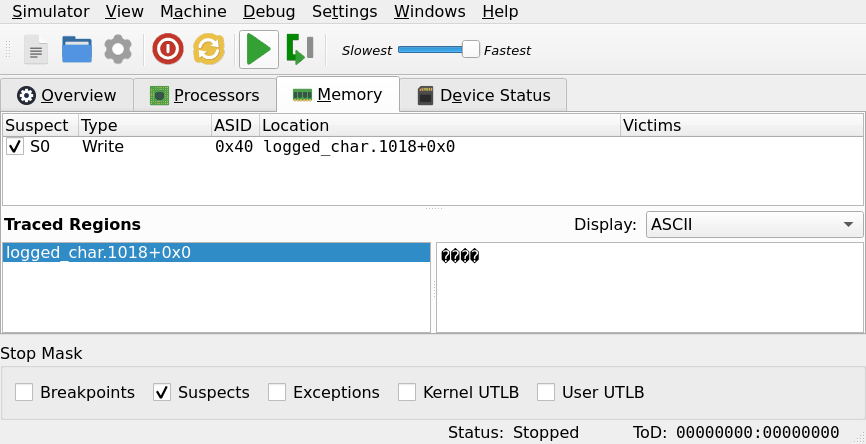 Simulator View Machine Debug Settings Windows Help
Slowest Fastest
Overview Processors Memory Device Status
Suspect Type ASID Location Victims
S0 Write 0x40 logged_char.1018+0x0
Traced Regions Display: ASCII
logged_char.1018+0x0 ����
Stop Mask
Breakpoints Suspects Exceptions Kernel UTLB User UTLB
Status: Stopped ToD: 00000000:00000000